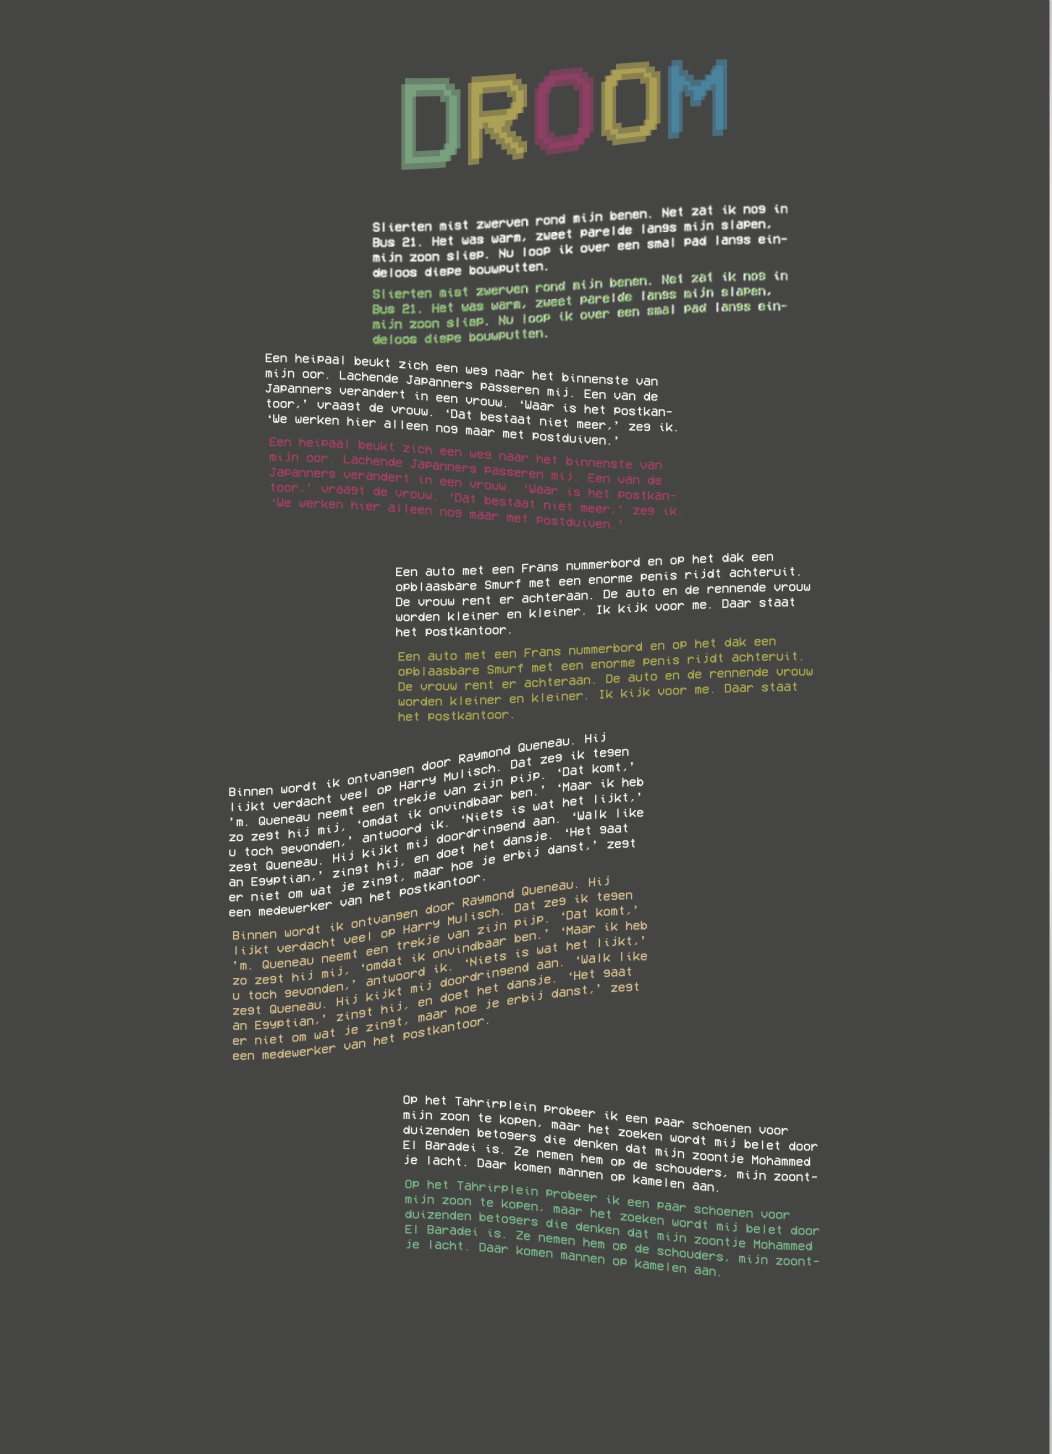 DROOM
Slierten mist zwerven rond mijn benen. Net zat ik nog in
Bus 21. Het was warm, zweet parelde langs mijn slapen,
mijn zoon sliep. Nu loop ik over een smal pad langs ein-
deloos diepe bouwputten.
Slierten mist zwerven rond mijn benen. Net zat ik nog in
Bus 21. Het was warm, zweet parelde langs mijn slapen,
mijn zoon sliep. Nu loop ik over een smal pad langs ein-
deloos diepe bouwputten.
Een heipaal beukt zich een weg naar het binnenste van
mijn oor. Lachende Japanners passeren mij. Een van de
Japanners verandert in een vrouw. ‘Waar is het postkan-
toor,’ vraagt de vrouw. ‘Dat bestaat niet meer,’ zeg ik.
‘We werken hier alleen nog maar met postduiven.’
Een heipaal beukt zich een weg naar het binnenste van
mijn oor. Lachende Japanners passeren mij. Een van de
Japanners verandert in een vrouw. ‘Waar is het postkan-
toor,’ vraagt de vrouw. ‘Dat bestaat niet meer,’ zeg ik.
‘We werken hier alleen nog maar met postduiven.’
Een auto met een Frans nummerbord en op het dak een
opblaasbare Smurf met een enorme penis rijdt achteruit.
De vrouw rent er achteraan. De auto en de rennende vrouw
worden kleiner en kleiner. Ik kijk voor me. Daar staat
het postkantoor.
Een auto met een Frans nummerbord en op het dak een
opblaasbare Smurf met een enorme penis rijdt achteruit.
De vrouw rent er achteraan. De auto en de rennende vrouw
worden kleiner en kleiner. Ik kijk voor me. Daar staat
het postkantoor.
Binnen wordt ik ontvangen door Raymond Queneau. Hij
lijkt verdacht veel op Harry Mulisch. Dat zeg ik tegen
’m. Queneau neemt een trekje van zijn pijp. ‘Dat komt,’
zo zegt hij mij, ‘omdat ik onvindbaar ben.’ ‘Maar ik heb
u toch gevonden,’ antwoord ik. ‘Niets is wat het lijkt,’
zegt Queneau. Hij kijkt mij doordringend aan. ‘Walk like
an Egyptian,’ zingt hij, en doet het dansje. ‘Het gaat
er niet om wat je zingt, maar hoe je erbij danst,’ zegt
een medewerker van het postkantoor.
Binnen wordt ik ontvangen door Raymond Queneau. Hij
lijkt verdacht veel op Harry Mulisch. Dat zeg ik tegen
’m. Queneau neemt een trekje van zijn pijp. ‘Dat komt,’
zo zegt hij mij, ‘omdat ik onvindbaar ben.’ ‘Maar ik heb
u toch gevonden,’ antwoord ik. ‘Niets is wat het lijkt,’
zegt Queneau. Hij kijkt mij doordringend aan. ‘Walk like
an Egyptian,’ zingt hij, en doet het dansje. ‘Het gaat
er niet om wat je zingt, maar hoe je erbij danst,’ zegt
een medewerker van het postkantoor.
Op het Tahrirplein probeer ik een paar schoenen voor
mijn zoon te kopen, maar het zoeken wordt mij belet door
duizenden betogers die denken dat mijn zoontje Mohammed
El Baradei is. Ze nemen hem op de schouders, mijn zoont-
je lacht. Daar komen mannen op kamelen aan.
Op het Tahrirplein probeer ik een paar schoenen voor
mijn zoon te kopen, maar het zoeken wordt mij belet door
duizenden betogers die denken dat mijn zoontje Mohammed
El Baradei is. Ze nemen hem op de schouders, mijn zoont-
je lacht. Daar komen mannen op kamelen aan.